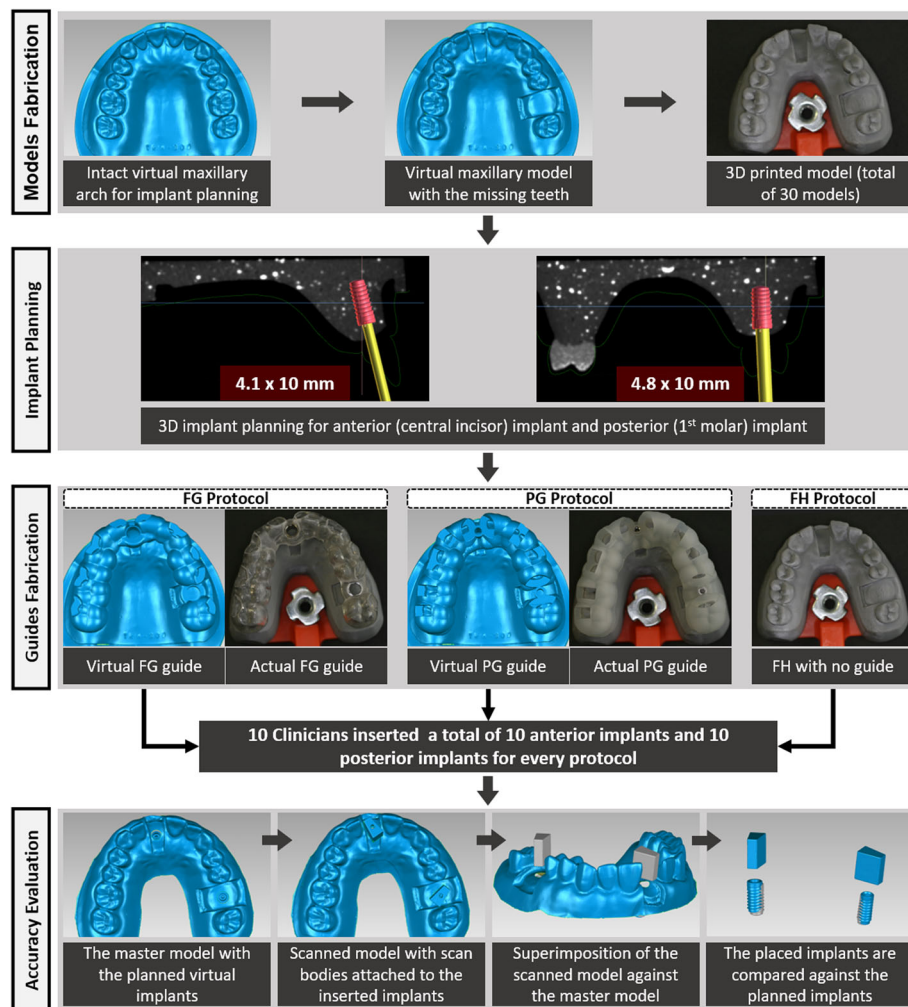 Models Fabrication
Intact virtual maxillary
arch for implant planning
Virtual maxillary model
with the missing teeth
3D printed model (total
of 30 models)
Implant Planning
4.1 x 10 mm
4.8 x 10 mm
3D implant planning for anterior (central incisor) implant and posterior (1st molar) implant
Guides Fabrication
FG Protocol
PG Protocol
FH Protocol
Virtual FG guide
Actual FG guide
Virtual PG guide
Actual PG guide
FH with no guide
10 Clinicians inserted a total of 10 anterior implants and 10
posterior implants for every protocol
Accuracy Evaluation
The master model with
the planned virtual
implants
Scanned model with scan
bodies attached to the
inserted implants
Superimposition of
the scanned model against
the master model
The placed implants are
compared against the
planned implants